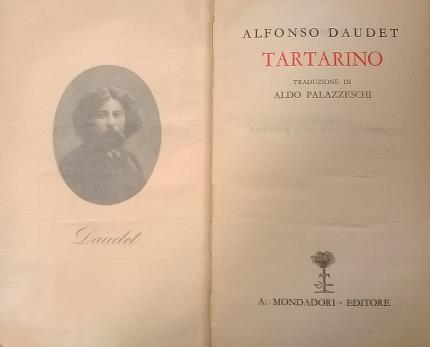 Daudet
ALFONSO DAUDET
TARTARINO
TRADUZIONE DI
ALDO PALAZZESCHI
A. MONDADORI · EDITORE